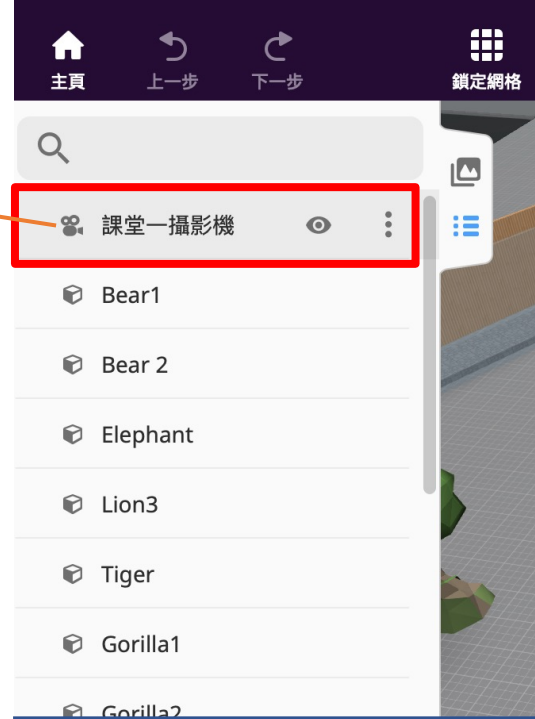 主頁
上一步
下一步
鎖定網格
課堂一攝影機
Bear1
Bear 2
Elephant
Lion3
Tiger
Gorilla1
Gorilla2